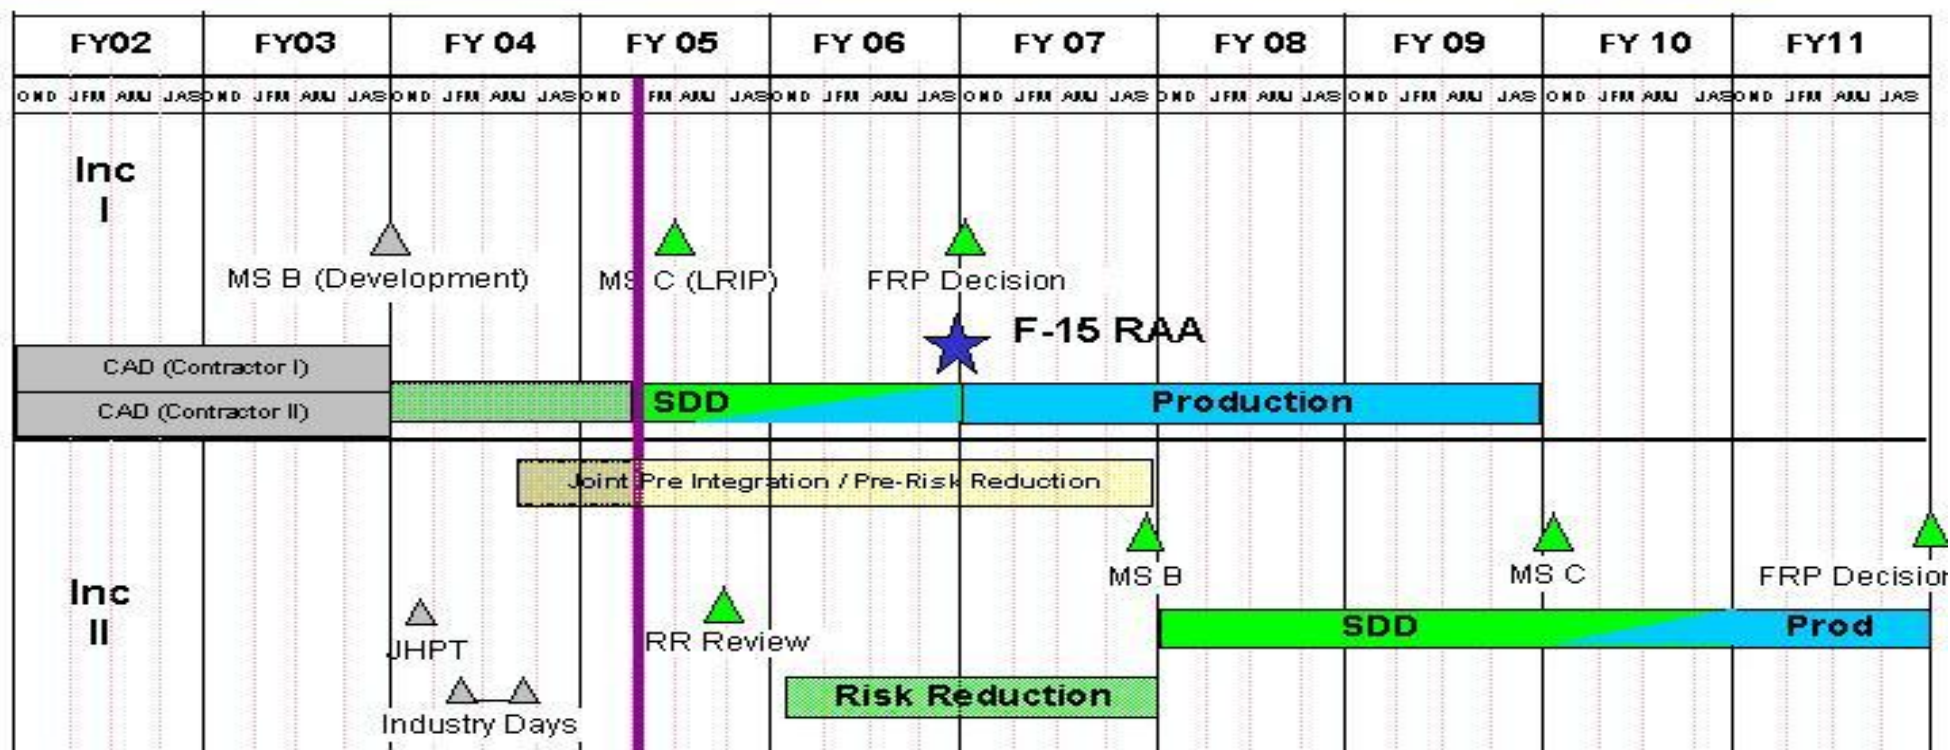 FY02 FY03 FY 04 FY 05 FY 06 FY 07 FY 08 FY 09 FY 10 FY11
OND JFM AMJ JAS OND JFM AMJ JAS OND JFM AMJ JAS OND FM AMJ JAS OND JFM AMJ JAS OND JFM AMJ JAS OND JFM AMJ JAS OND JFM AMJ JAS OND JFM AMJ JAS OND JFM AMJ JAS
Inc
I
MS B (Development) MS C (LRIP) FRP Decision
F-15 RAA
CAD (Contractor I)
CAD (Contractor II) SDD Production
Joint Pre Integration / Pre-Risk Reduction
MS B MS C FRP Decision
Inc
II
SDD Prod
JHPT RR Review
Risk Reduction
Industry Days